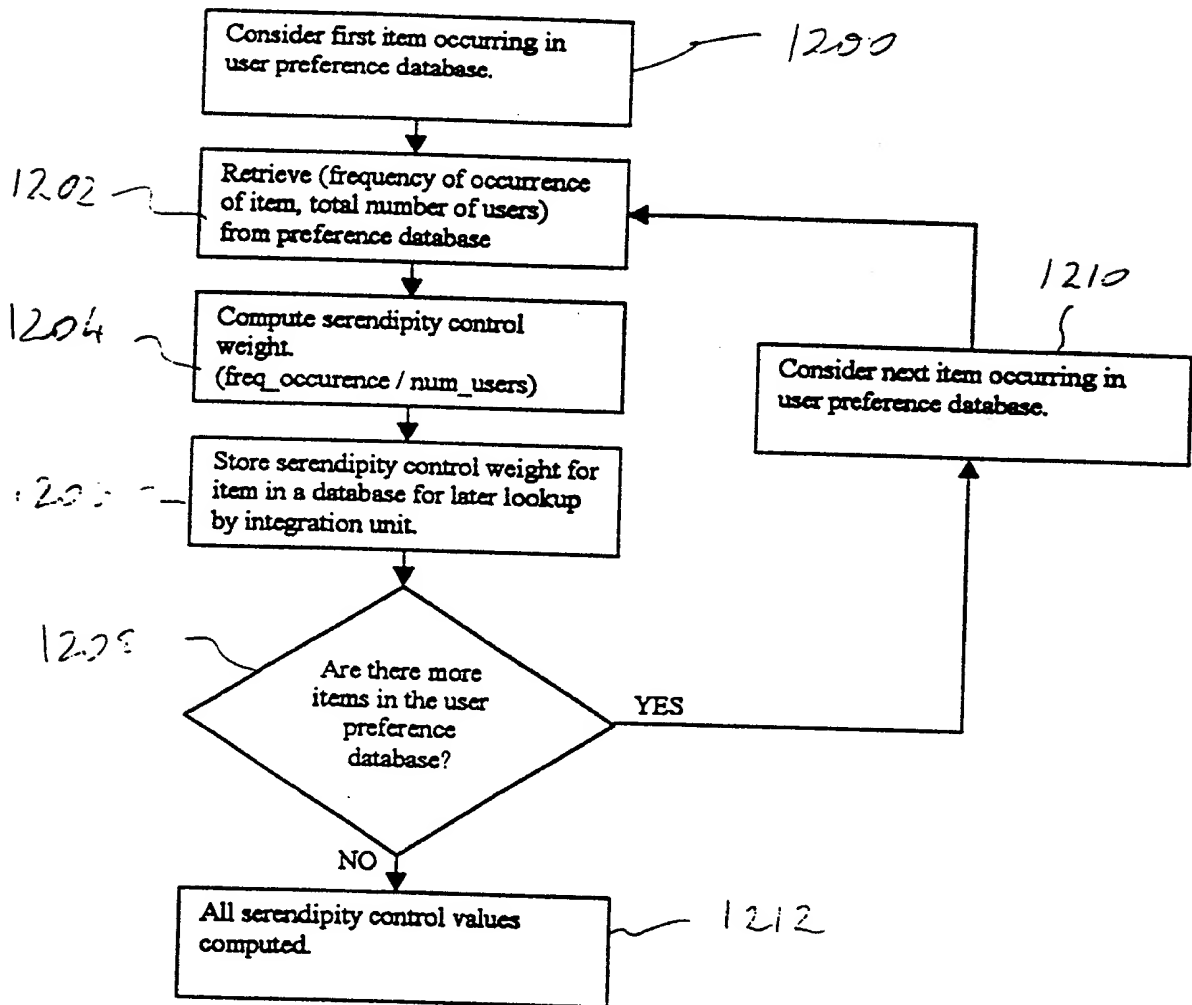 Consider first item occurring in
user preference database.
1200
1202
Retrieve (frequency of occurrence
of item, total number of users)
from preference database
1204
Compute serendipity control
weight.
(freq_occurence / num_users)
1210
Consider next item occurring in
user preference database.
Store serendipity control weight for
item in a database for later lookup
by integration unit.
Are there more
items in the user
preference
database?
YES
NO
All serendipity control values
computed.
1212